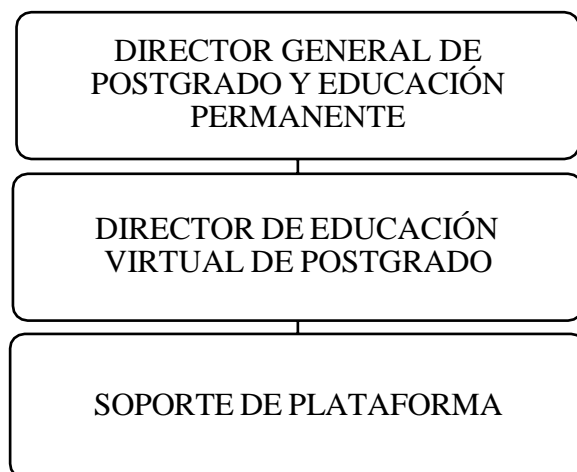 DIRECTOR GENERAL DE
POSTGRADO Y EDUCACIÓN
PERMANENTE
DIRECTOR DE EDUCACIÓN
VIRTUAL DE POSTGRADO
SOPORTE DE PLATAFORMA